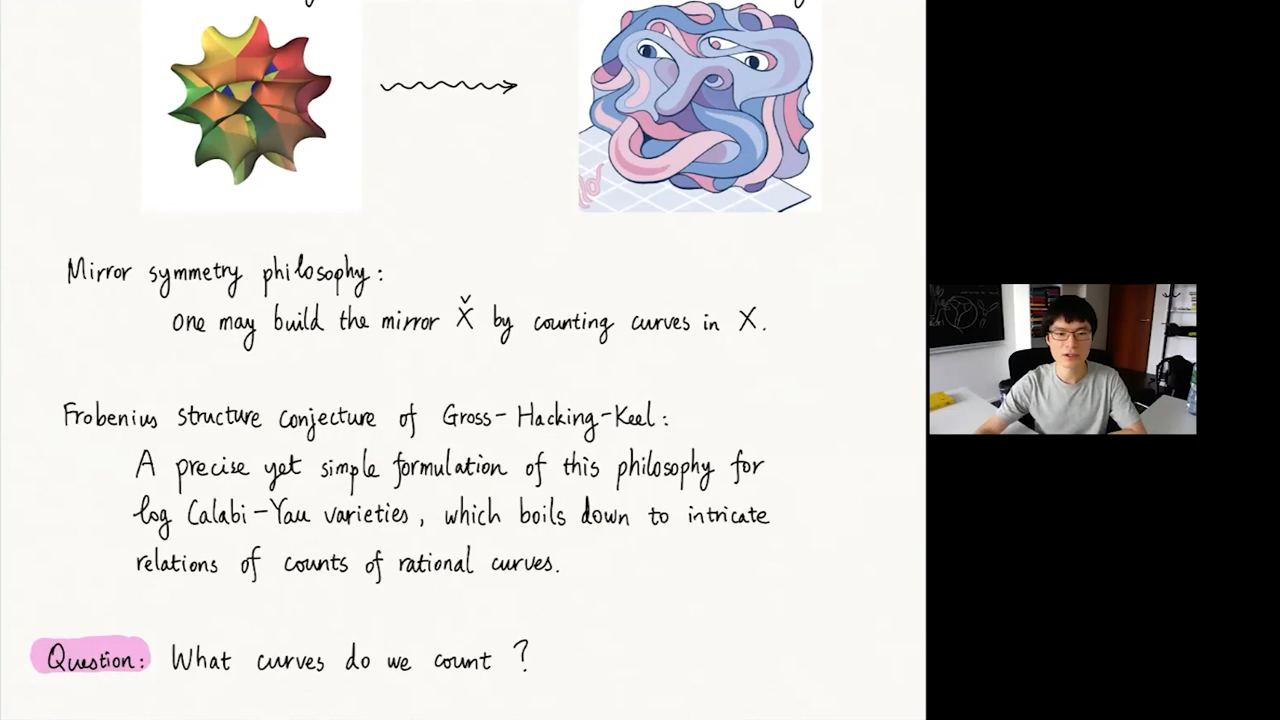 Mirror symmetry philosophy:
one may build the mirror X̌ by counting curves in X.
Frobenius structure conjecture of Gross-Hacking-Keel:
A precise yet simple formulation of this philosophy for
log Calabi-Yau varieties, which boils down to intricate
relations of counts of rational curves.
Question: What curves do we count ?